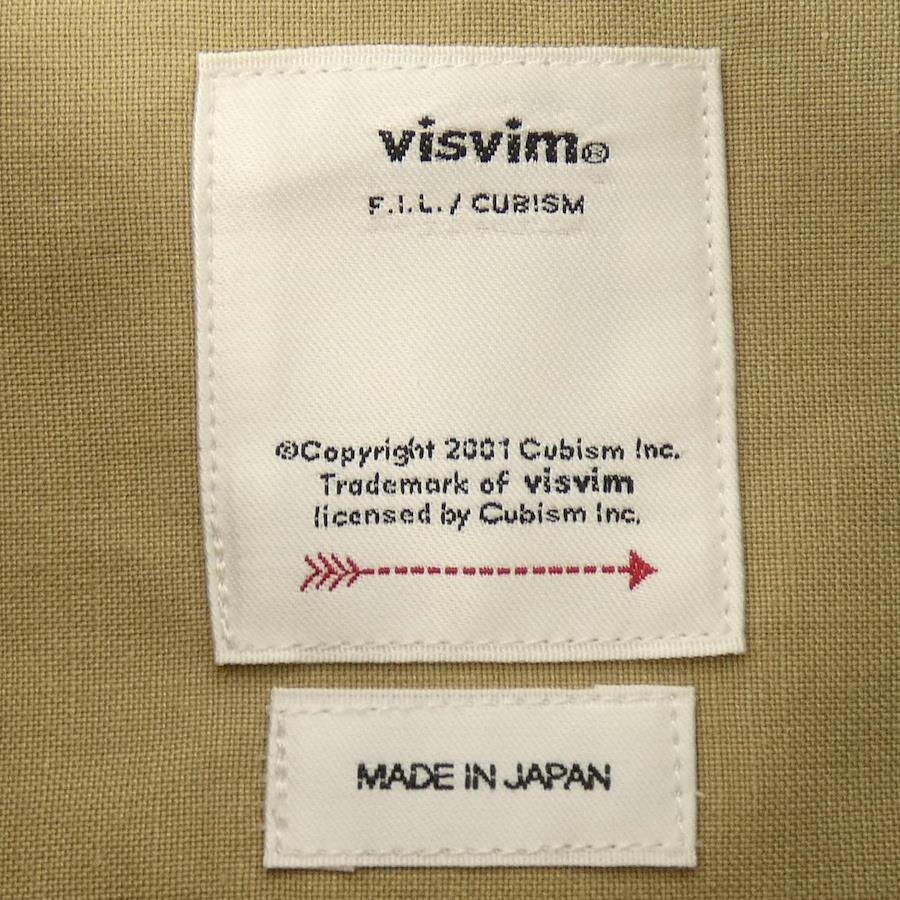 visvim®
F.I.L. / CUBISM
©Copyright 2001 Cubism Inc.
Trademark of visvim
licensed by Cubism Inc.
MADE IN JAPAN